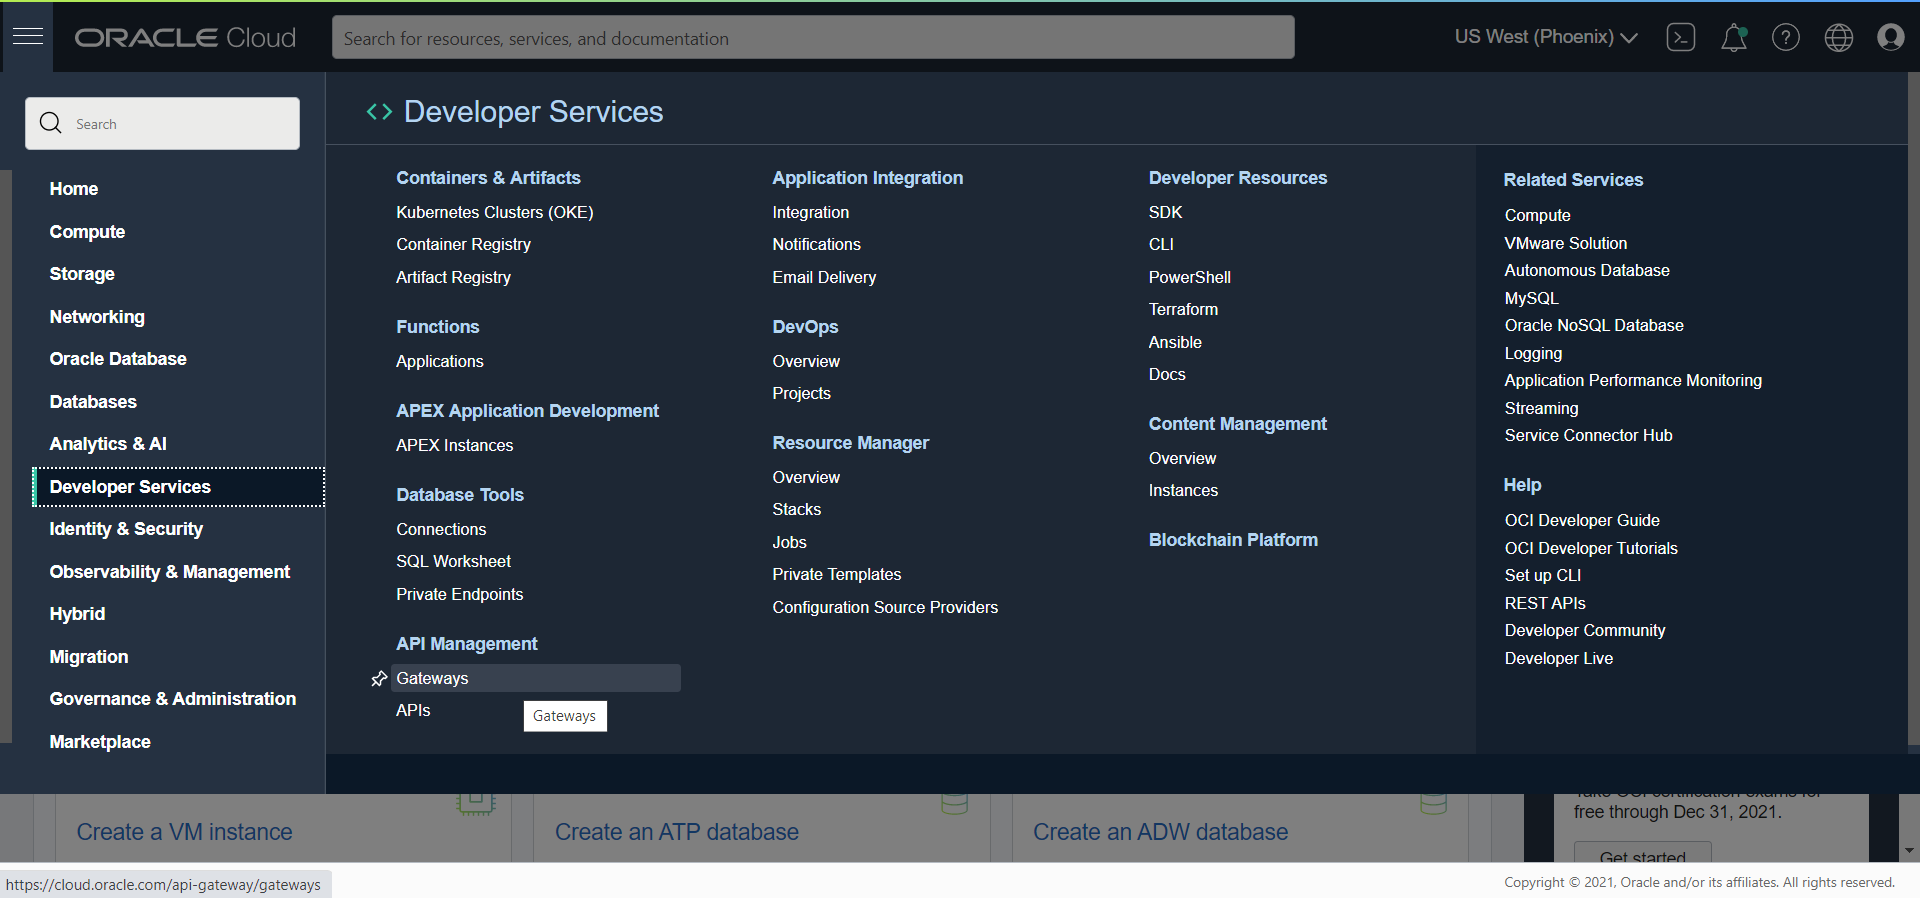 ORACLE Cloud
Search for resources, services, and documentation
US West (Phoenix)
Search
Home
Compute
Storage
Networking
Oracle Database
Databases
Analytics & AI
Developer Services
Identity & Security
Observability & Management
Hybrid
Migration
Governance & Administration
Marketplace
Developer Services
Containers & Artifacts
Kubernetes Clusters (OKE)
Container Registry
Artifact Registry
Functions
Applications
APEX Application Development
APEX Instances
Database Tools
Connections
SQL Worksheet
Private Endpoints
API Management
Gateways
APIs
Gateways
Application Integration
Integration
Notifications
Email Delivery
DevOps
Overview
Projects
Resource Manager
Overview
Stacks
Jobs
Private Templates
Configuration Source Providers
Developer Resources
SDK
CLI
PowerShell
Terraform
Ansible
Docs
Content Management
Overview
Instances
Blockchain Platform
Related Services
Compute
VMware Solution
Autonomous Database
MySQL
Oracle NoSQL Database
Logging
Application Performance Monitoring
Streaming
Service Connector Hub
Help
OCI Developer Guide
OCI Developer Tutorials
Set up CLI
REST APIs
Developer Community
Developer Live
Create a VM instance
Create an ATP database
Create an ADW database
Take OCI certification exams for
free through Dec 31, 2021.
Get started
https://cloud.oracle.com/api-gateway/gateways
Copyright © 2021, Oracle and/or its affiliates. All rights reserved.